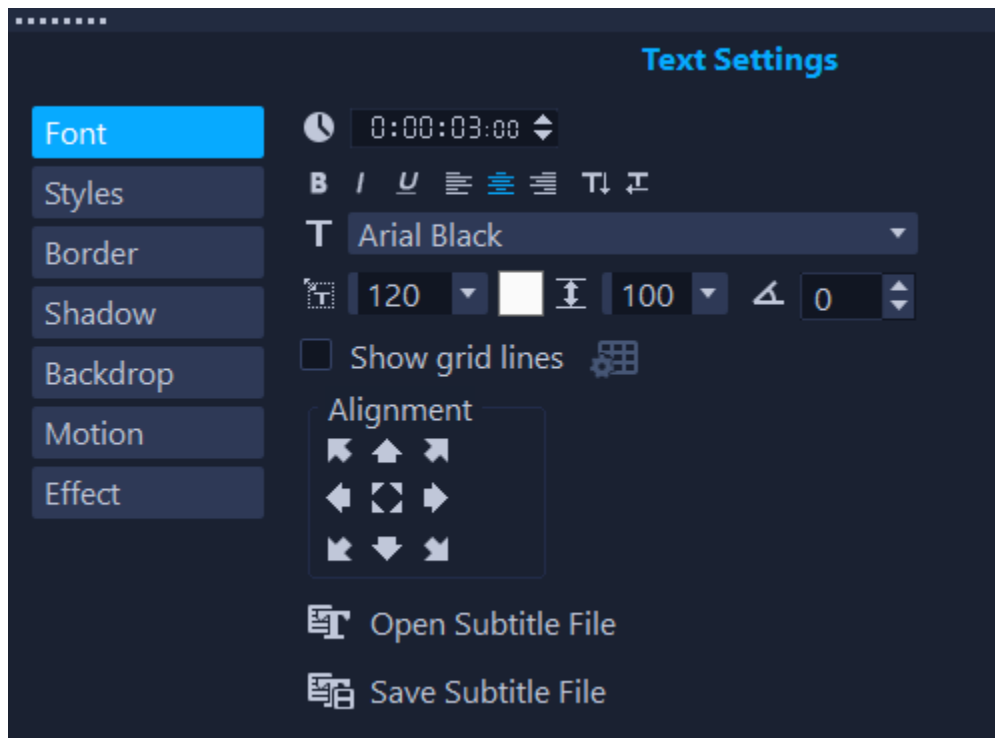 Text Settings
Font
Styles
Border
Shadow
Backdrop
Motion
Effect
0:00:03:00
B I U
Arial Black
120
100
0
Show grid lines
Alignment
Open Subtitle File
Save Subtitle File